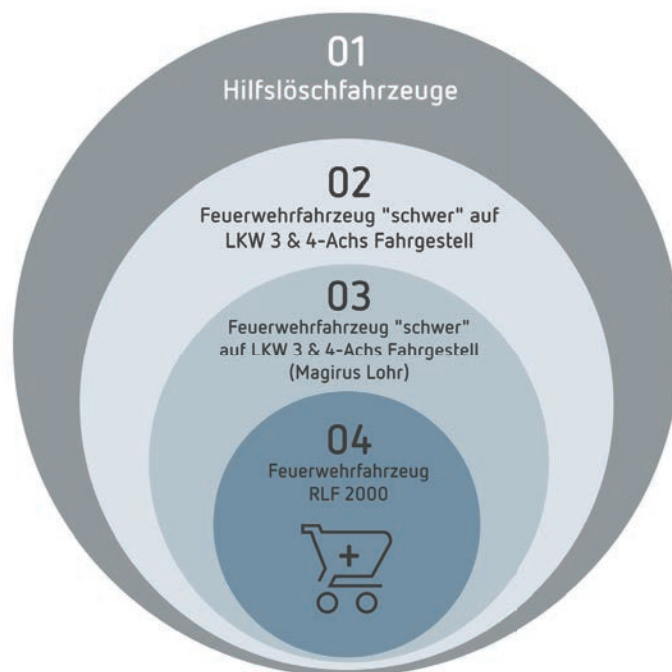 01
Hilfslöschfahrzeuge
02
Feuerwehrfahrzeug "schwer" auf
LKW 3 & 4-Achs Fahrgestell
03
Feuerwehrfahrzeug "schwer"
auf LKW 3 & 4-Achs Fahrgestell
(Magirus Lohr)
04
Feuerwehrfahrzeug
RLF 2000